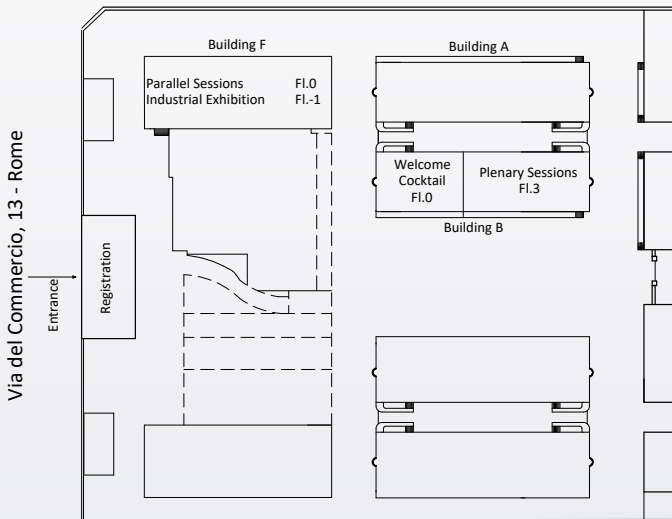 Building F
Parallel Sessions Fl.0
Industrial Exhibition Fl.-1
Building A
Welcome
Cocktail
Fl.0
Plenary Sessions
Fl.3
Building B
Via del Commercio, 13 - Rome
Entrance
Registration